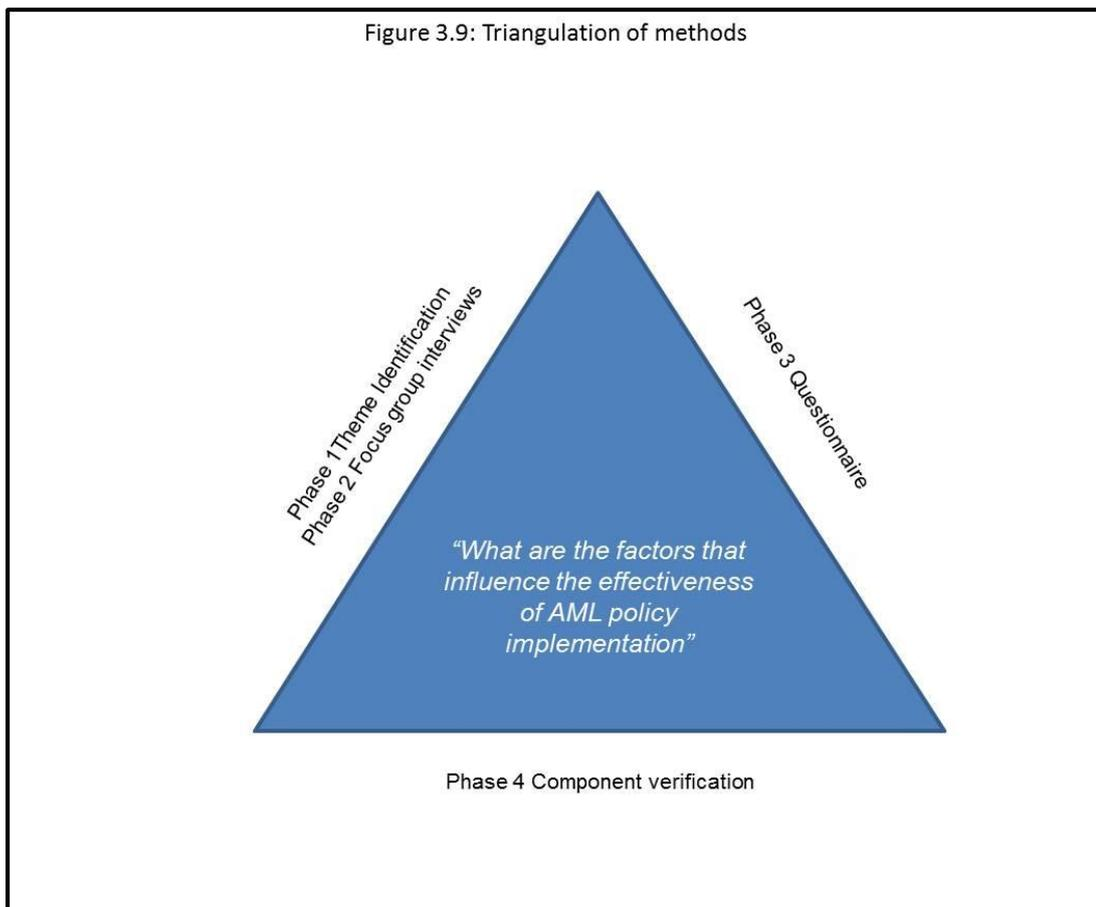 Figure 3.9: Triangulation of methods
Phase 1Theme Identification
Phase 2 Focus group interviews
Phase 3 Questionnaire
“What are the factors that
influence the effectiveness
of AML policy
implementation”
Phase 4 Component verification